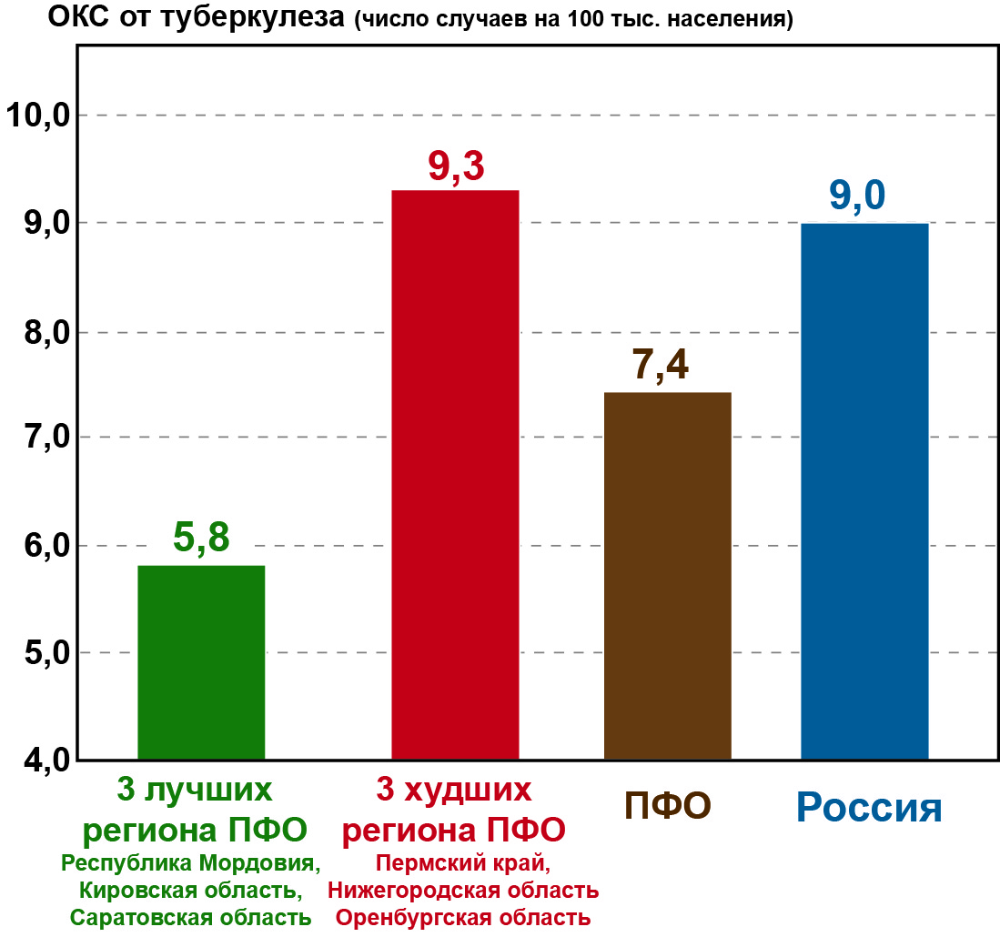 ОКС от туберкулеза (число случаев на 100 тыс. населения)
10,0
9,0
8,0
7,0
6,0
5,0
4,0
5,8
9,3
7,4
9,0
3 лучших
региона ПФО
Республика Мордовия,
Кировская область,
Саратовская область
3 худших
региона ПФО
Пермский край,
Нижегородская область
Оренбургская область
ПФО
Россия